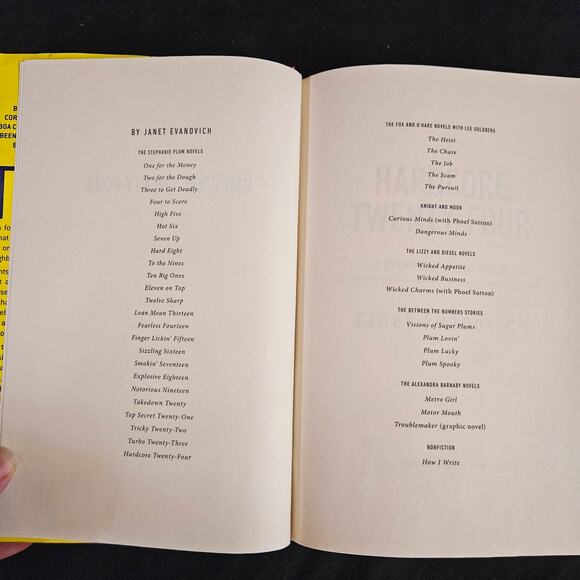 BY JANET EVANOVICH
THE STEPHANIE PLUM NOVELS
One for the Money
Two for the Dough
Three to Get Deadly
Four to Score
High Five
Hot Six
Seven Up
Hard Eight
To the Nines
Ten Big Ones
Eleven on Top
Twelve Sharp
Lean Mean Thirteen
Fearless Fourteen
Finger Lickin' Fifteen
Sizzling Sixteen
Smokin' Seventeen
Explosive Eighteen
Notorious Nineteen
Takedown Twenty
Top Secret Twenty-One
Tricky Twenty-Two
Turbo Twenty-Three
Hardcore Twenty-Four
THE FOX AND O'HARE NOVELS WITH LEE GOLDBERG
The Heist
The Chase
The Job
The Scam
The Pursuit
KNIGHT AND MOON
Curious Minds (with Phoef Sutton)
Dangerous Minds
THE LIZZY AND DIESEL NOVELS
Wicked Appetite
Wicked Business
Wicked Charms (with Phoef Sutton)
THE BETWEEN THE NUMBERS STORIES
Visions of Sugar Plums
Plum Lovin'
Plum Lucky
Plum Spooky
THE ALEXANDRA BARNABY NOVELS
Metro Girl
Motor Mouth
Troublemaker (graphic novel)
NONFICTION
How I Write